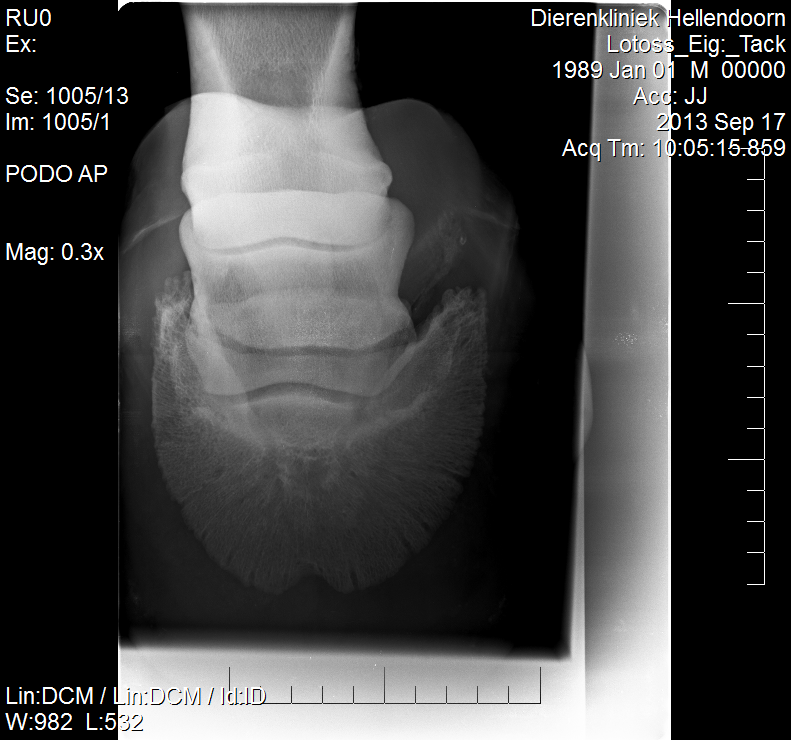 RU0
Ex:
Se: 1005/13
Im: 1005/1
PODO AP
Mag: 0.3x
Dierenkliniek Hellendoorn
Lotoss_Eig:_Tack
1989 Jan 01 M 00000
Acc: JJ
2013 Sep 17
Acq Tm: 10:05:15.859
Lin:DCM / Lin:DCM / Id:ID
W:982 L:532